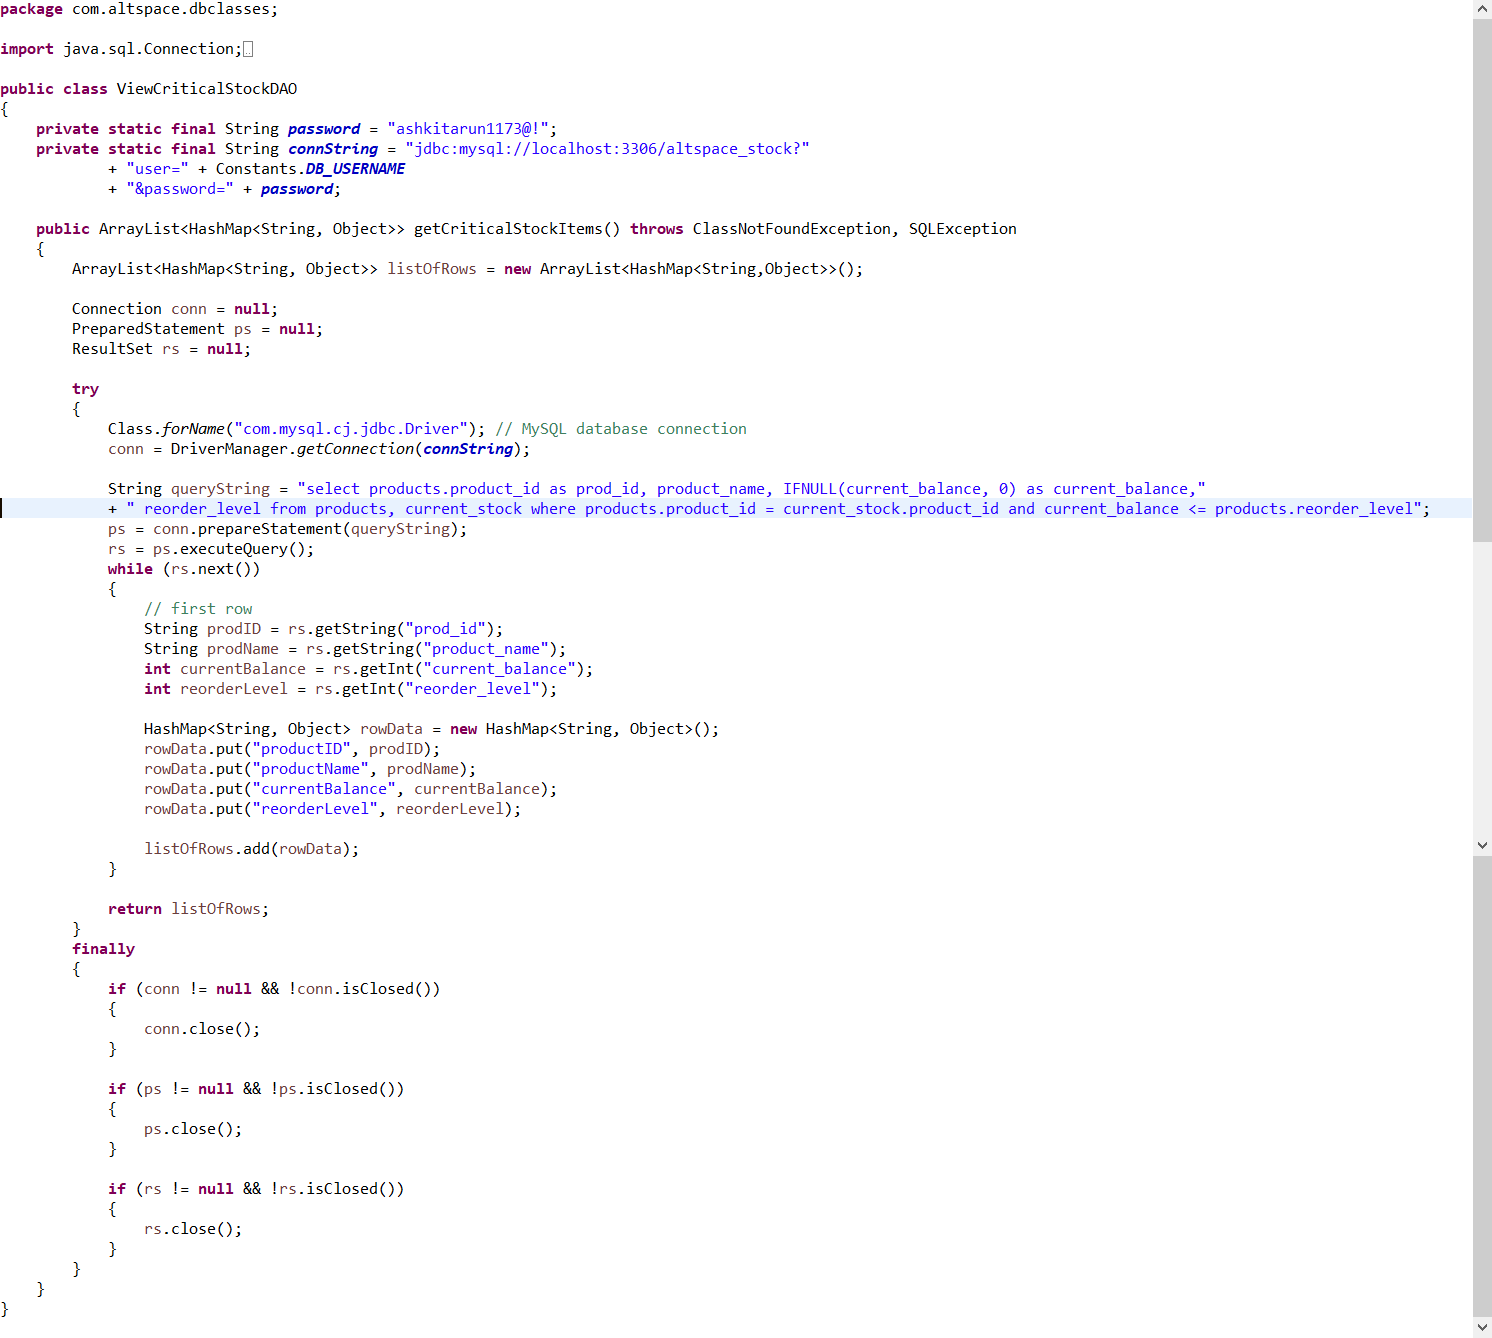 package com.altspace.dbclasses;
import java.sql.Connection;
public class ViewCriticalStockDAO
{
private static final String password = "ashkitarun1173@!";
private static final String connString = "jdbc:mysql://localhost:3306/altspace_stock?"
+ "user=" + Constants.DB_USERNAME
+ "&password=" + password;
public ArrayList<HashMap<String, Object>> getCriticalStockItems() throws ClassNotFoundException, SQLException
{
ArrayList<HashMap<String, Object>> listOfRows = new ArrayList<HashMap<String,Object>>();
Connection conn = null;
PreparedStatement ps = null;
ResultSet rs = null;
try
{
Class.forName("com.mysql.cj.jdbc.Driver"); // MySQL database connection
conn = DriverManager.getConnection(connString);
String queryString = "select products.product_id as prod_id, product_name, IFNULL(current_balance, 0) as current_balance,"
+ " reorder_level from products, current_stock where products.product_id = current_stock.product_id and current_balance <= products.reorder_level";
ps = conn.prepareStatement(queryString);
rs = ps.executeQuery();
while (rs.next())
{
// first row
String prodID = rs.getString("prod_id");
String prodName = rs.getString("product_name");
int currentBalance = rs.getInt("current_balance");
int reorderLevel = rs.getInt("reorder_level");
HashMap<String, Object> rowData = new HashMap<String, Object>();
rowData.put("productID", prodID);
rowData.put("productName", prodName);
rowData.put("currentBalance", currentBalance);
rowData.put("reorderLevel", reorderLevel);
listOfRows.add(rowData);
}
return listOfRows;
}
finally
{
if (conn != null && !conn.isClosed())
{
conn.close();
}
if (ps != null && !ps.isClosed())
{
ps.close();
}
if (rs != null && !rs.isClosed())
{
rs.close();
}
}
}
}